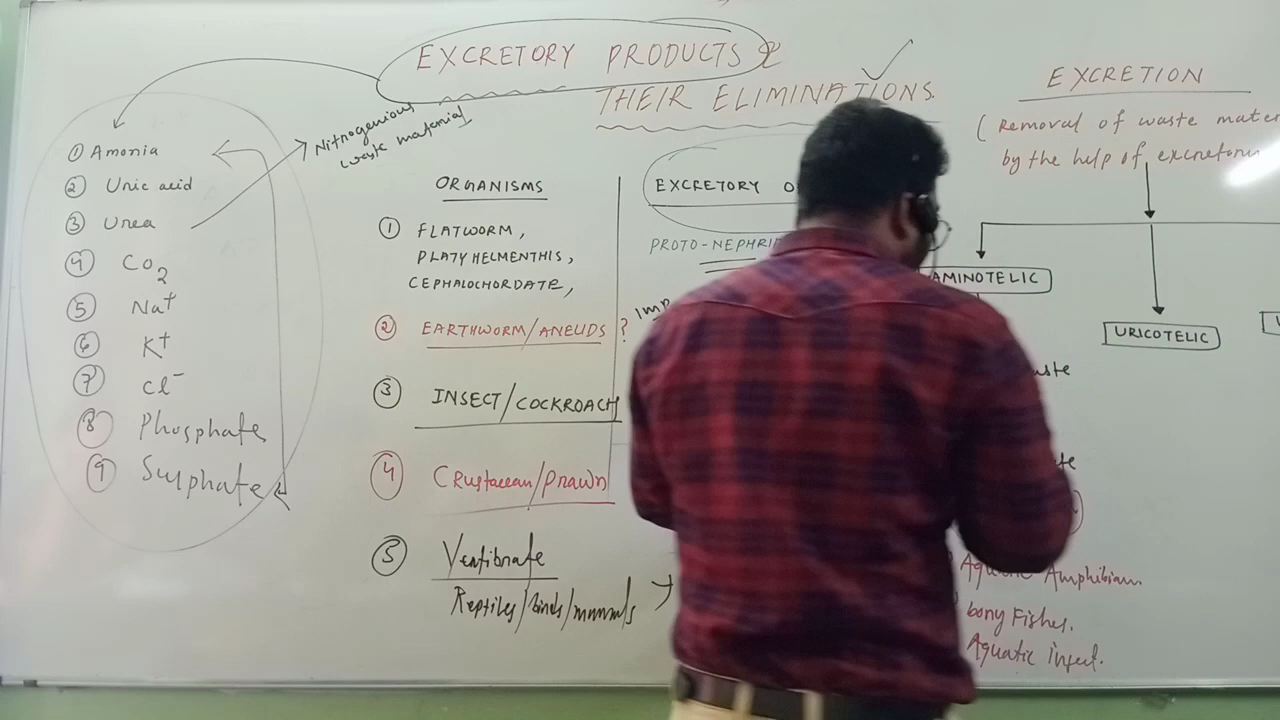 EXCRETORY PRODUCTS &
THEIR ELIMINATIONS.
① Amonia
② Uric acid
③ Urea
④ CO2
⑤ Na+
⑥ K+
⑦ Cl-
⑧ Phosphate
⑨ Sulphate
Nitrogenious
waste material
ORGANISMS
① FLATWORM,
PLATYHELMENTHIS,
CEPHALOCHORDATE,
② EARTHWORM/ANELIDS ?
③ INSECT/COCKROACH
④ Crustacean/Prawn
⑤ Vertibrate
Reptiles/birds/mammals
EXCRETORY
PROTO-NEPHRI
Imp
EXCRETION
(Removal of waste mater
by the help of excretory
AMINOTELIC
URICOTELIC
Aquatic Amphibian.
bony Fishes.
Aquatic insect.